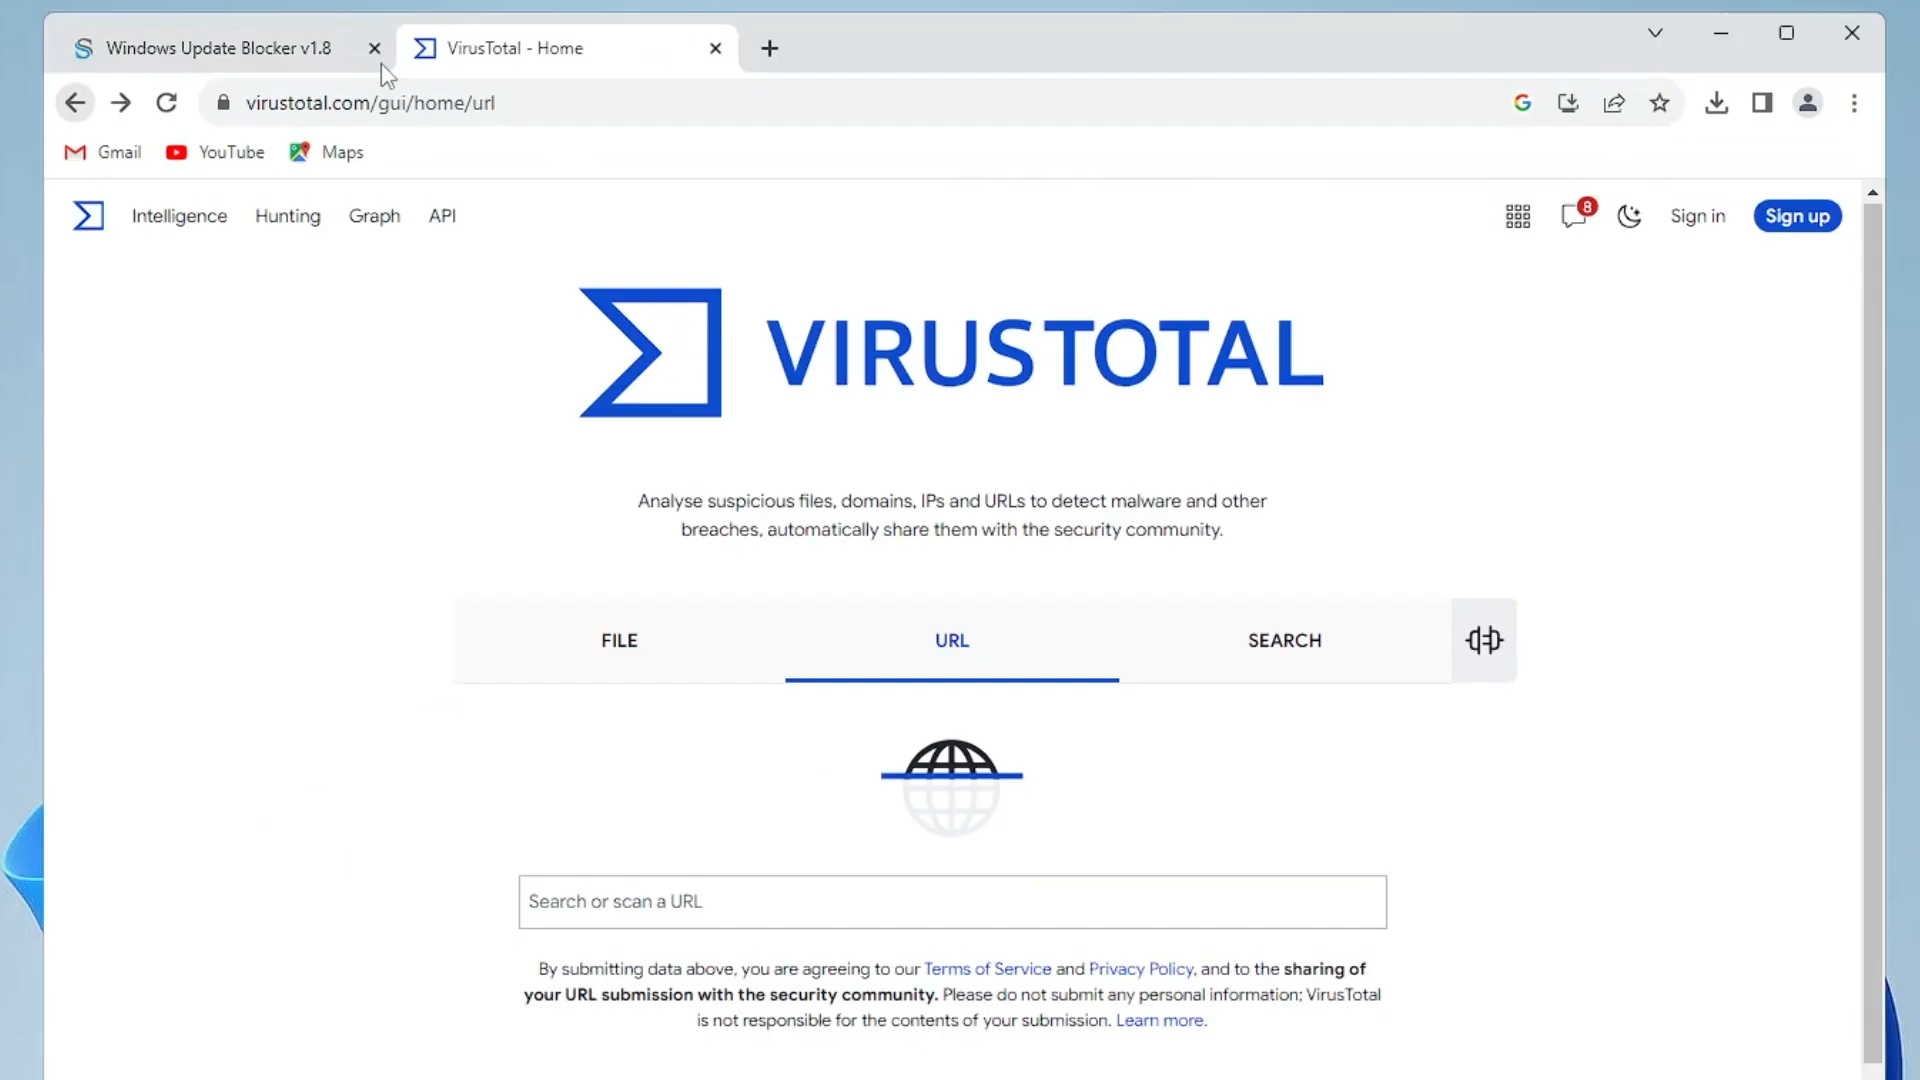 Windows Update Blocker v1.8
VirusTotal - Home
virustotal.com/gui/home/url
Gmail YouTube Maps
Intelligence Hunting Graph API
8
Sign in
Sign up
VIRUSTOTAL
Analyse suspicious files, domains, IPs and URLs to detect malware and other
breaches, automatically share them with the security community.
FILE
URL
SEARCH
Search or scan a URL
By submitting data above, you are agreeing to our Terms of Service and Privacy Policy, and to the sharing of
your URL submission with the security community. Please do not submit any personal information; VirusTotal
is not responsible for the contents of your submission. Learn more.